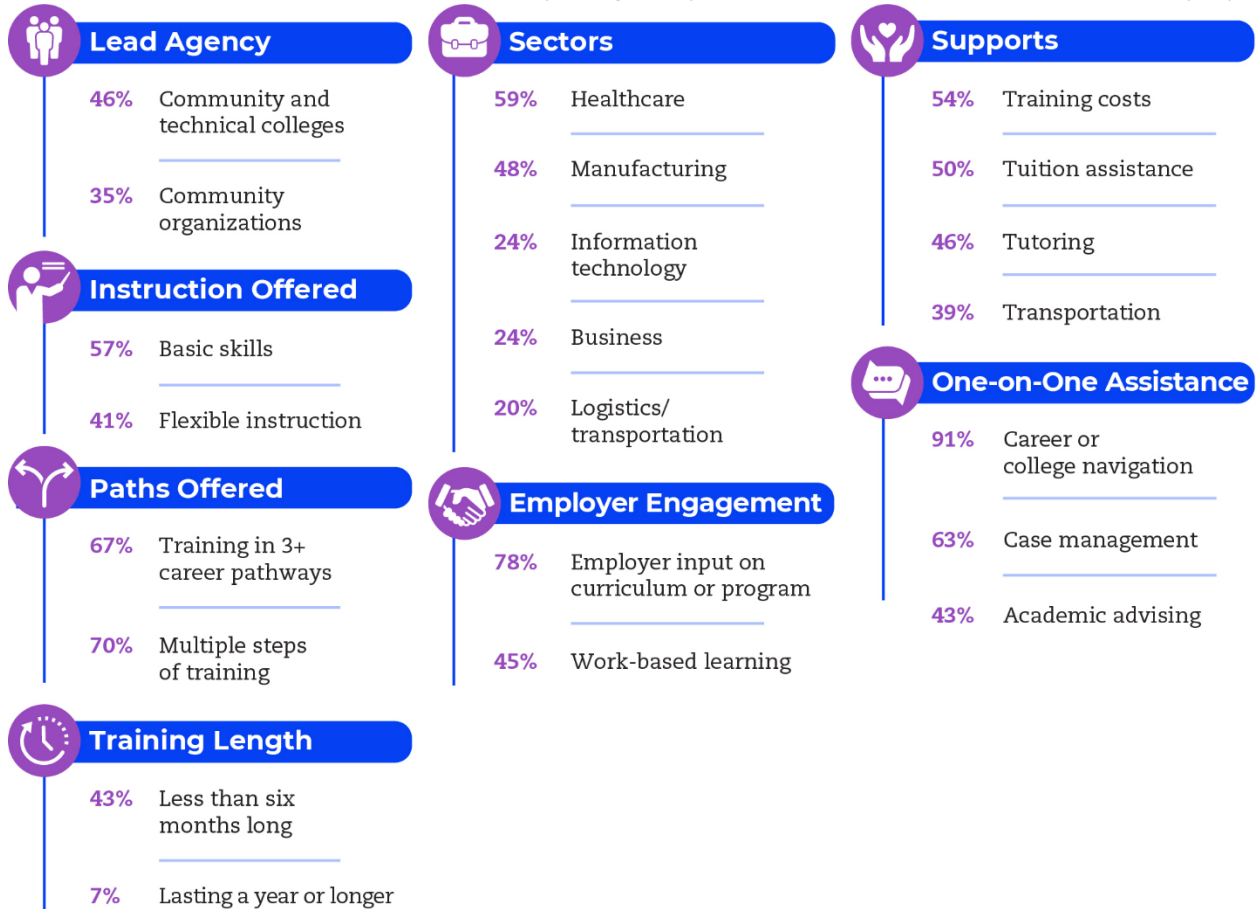 Lead Agency
46% Community and
technical colleges
35% Community
organizations
Instruction Offered
57% Basic skills
41% Flexible instruction
Paths Offered
67% Training in 3+
career pathways
70% Multiple steps
of training
Training Length
43% Less than six
months long
7% Lasting a year or longer
Sectors
59% Healthcare
48% Manufacturing
24% Information
technology
24% Business
20% Logistics/
transportation
Employer Engagement
78% Employer input on
curriculum or program
45% Work-based learning
Supports
54% Training costs
50% Tuition assistance
46% Tutoring
39% Transportation
One-on-One Assistance
91% Career or
college navigation
63% Case management
43% Academic advising